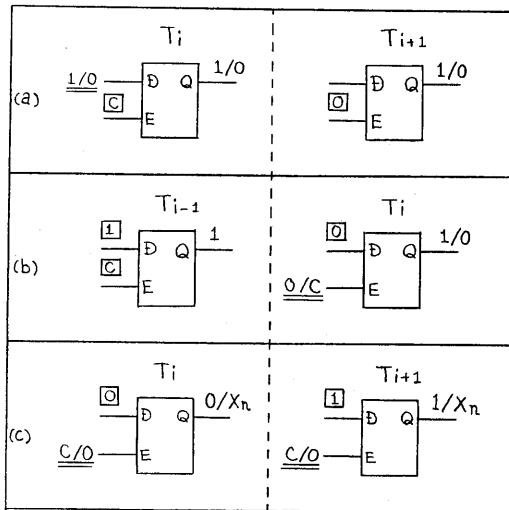 Ti
Ti+1
1/0
D Q
1/0
C
E
D Q
1/0
0
E
(a)
Ti-1
Ti
1
D Q
1
C
E
0
D Q
1/0
0/C
E
(b)
Ti
Ti+1
0
D Q
0/Xn
C/0
E
1
D Q
1/Xn
C/0
E
(c)